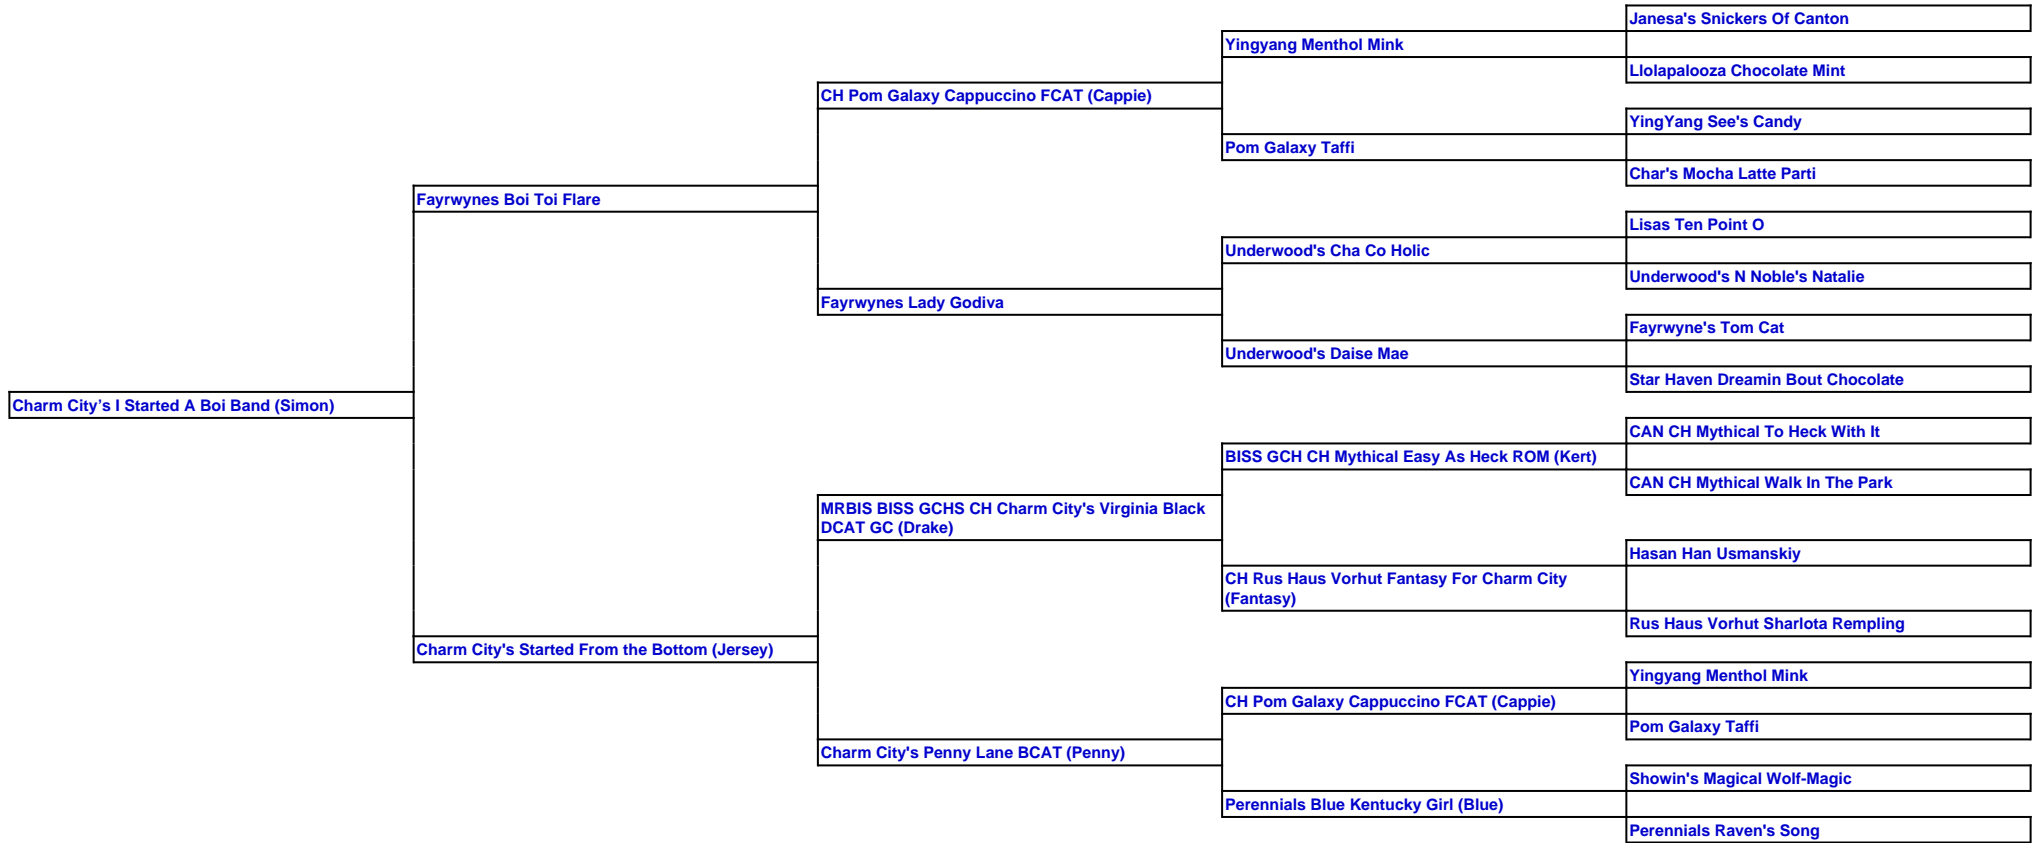 Janesa's Snickers Of Canton
Yingyang Menthol Mink
Llolapalooza Chocolate Mint
CH Pom Galaxy Cappuccino FCAT (Cappie)
YingYang See's Candy
Pom Galaxy Taffi
Char's Mocha Latte Parti
Fayrwynes Boi Toi Flare
Lisas Ten Point O
Underwood's Cha Co Holic
Underwood's N Noble's Natalie
Fayrwynes Lady Godiva
Fayrwyne's Tom Cat
Underwood's Daise Mae
Star Haven Dreamin Bout Chocolate
Charm City’s I Started A Boi Band (Simon)
CAN CH Mythical To Heck With It
BISS GCH CH Mythical Easy As Heck ROM (Kert)
CAN CH Mythical Walk In The Park
MRBIS BISS GCHS CH Charm City's Virginia Black
DCAT GC (Drake)
Hasan Han Usmanskiy
CH Rus Haus Vorhut Fantasy For Charm City
(Fantasy)
Rus Haus Vorhut Sharlota Rempling
Charm City's Started From the Bottom (Jersey)
Yingyang Menthol Mink
CH Pom Galaxy Cappuccino FCAT (Cappie)
Pom Galaxy Taffi
Charm City's Penny Lane BCAT (Penny)
Showin's Magical Wolf-Magic
Perennials Blue Kentucky Girl (Blue)
Perennials Raven's Song